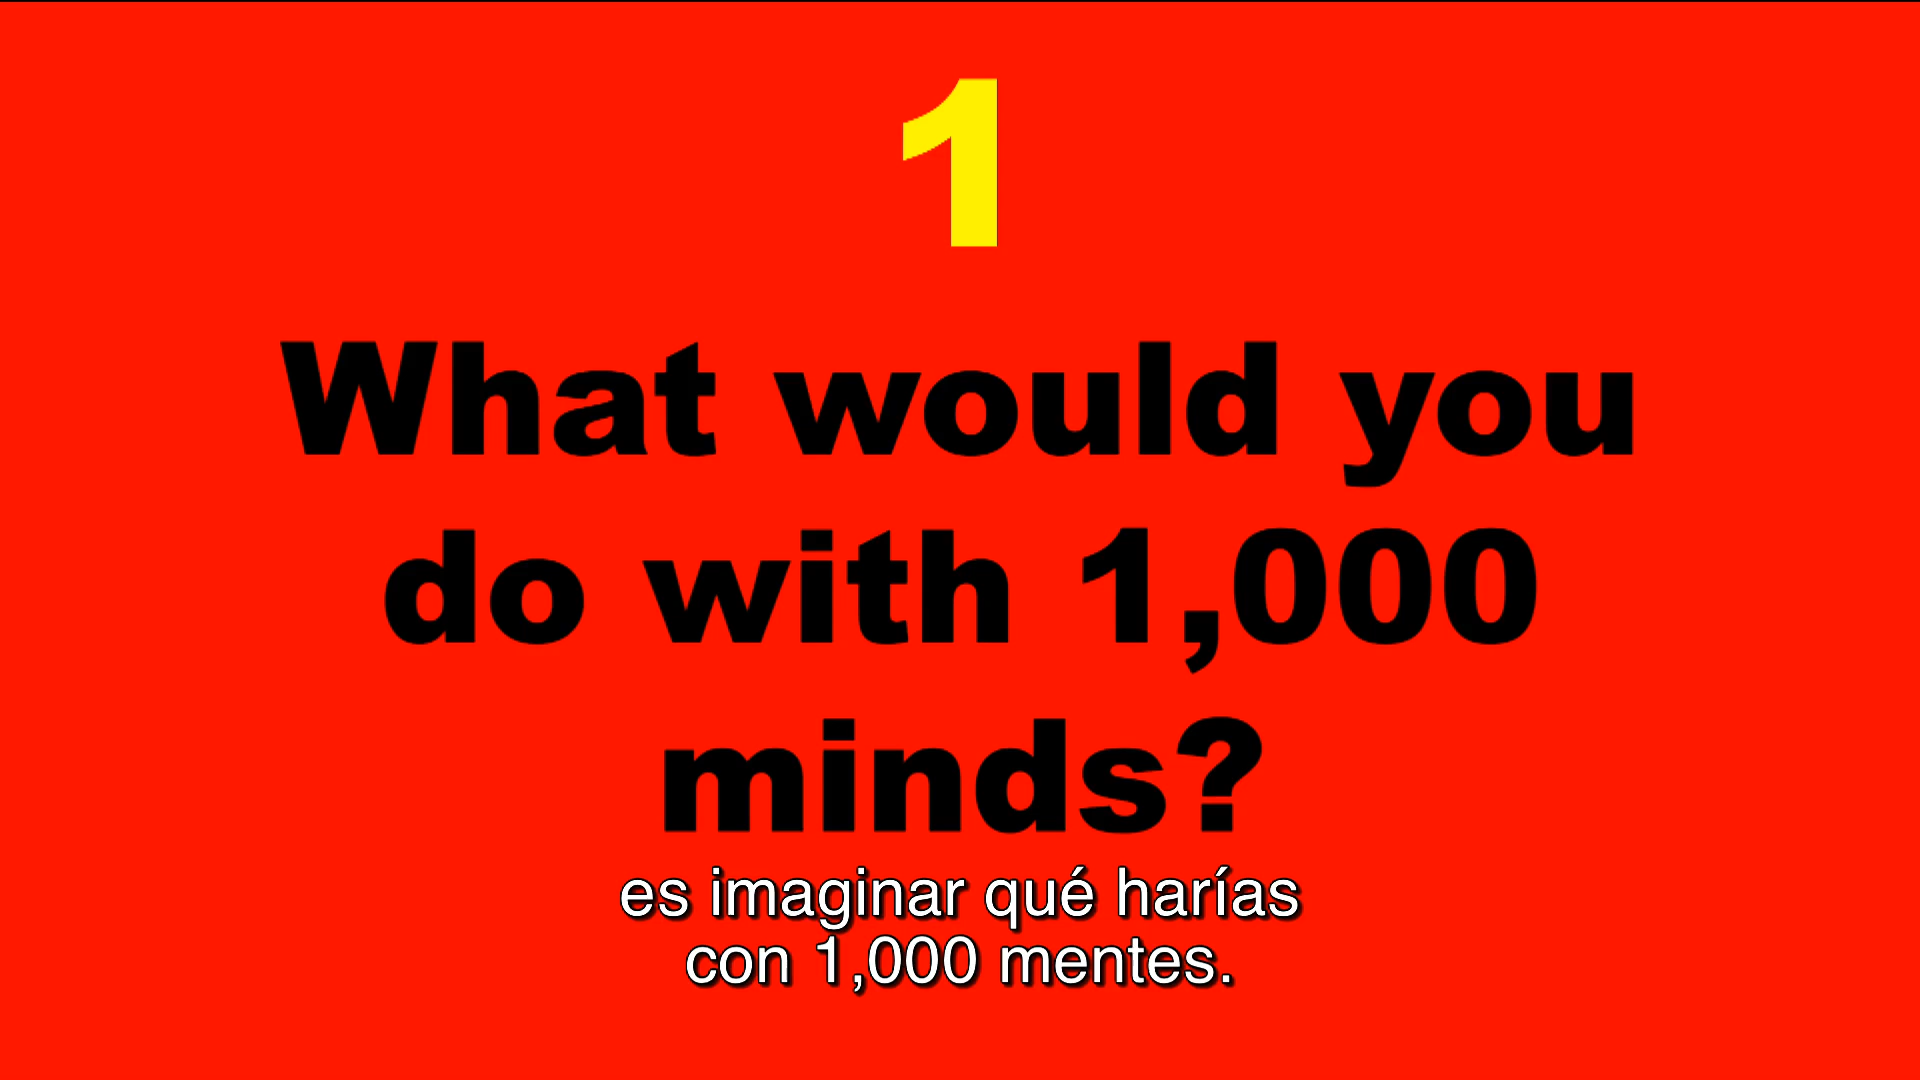 1
What would you
do with 1,000
minds?
es imaginar qué harías
con 1,000 mentes.